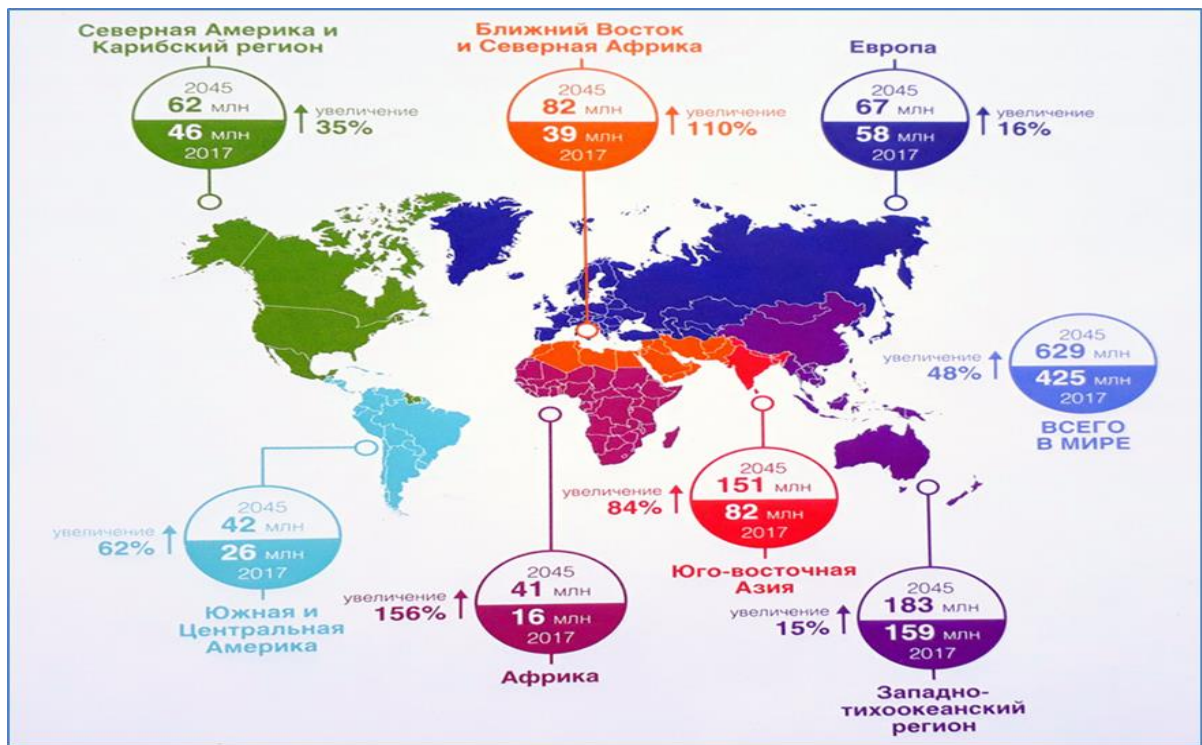 Северная Америка и
Карибский регион
2045
62 млн
46 млн
2017
увеличение
35%
Ближний Восток
и Северная Африка
2045
82 млн
39 млн
2017
увеличение
110%
Европа
2045
67 млн
58 млн
2017
увеличение
16%
увеличение
48%
2045
629 млн
425 млн
2017
ВСЕГО
В МИРЕ
увеличение
62%
2045
42 млн
26 млн
2017
Южная и
Центральная
Америка
увеличение
156%
2045
41 млн
16 млн
2017
Африка
увеличение
84%
2045
151 млн
82 млн
2017
Юго-восточная
Азия
увеличение
15%
2045
183 млн
159 млн
2017
Западно-
тихоокеанский
регион